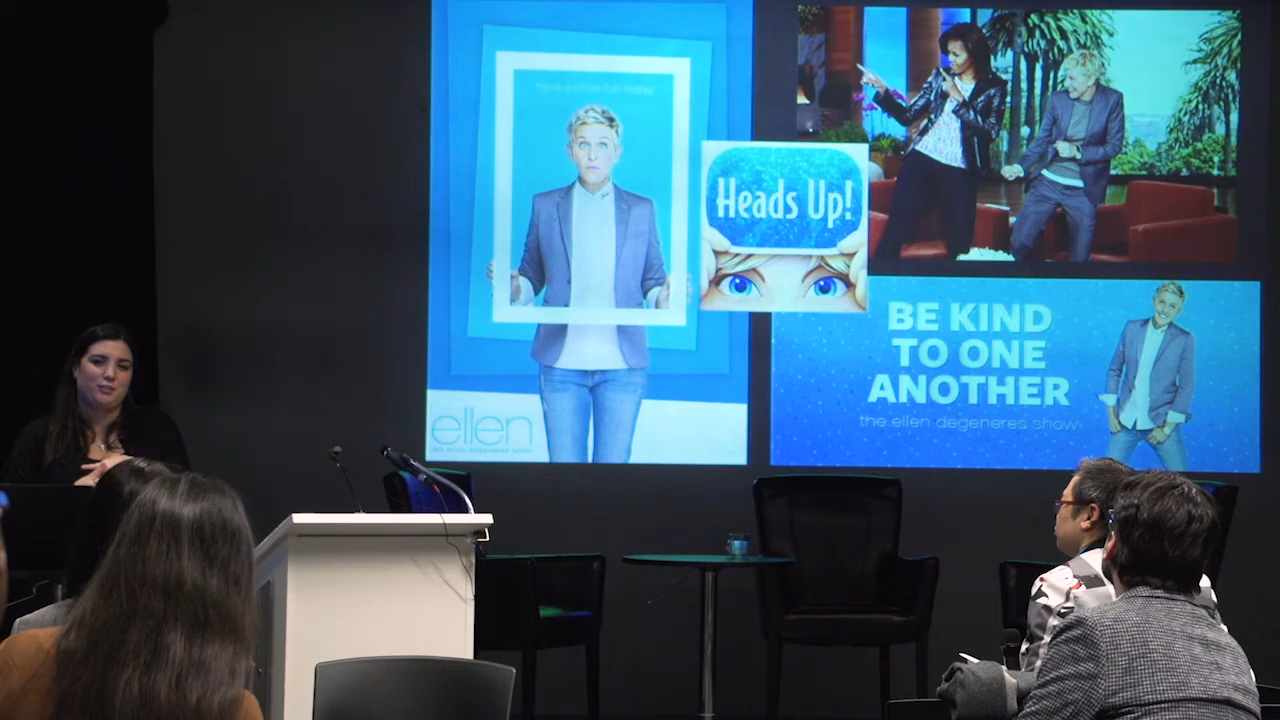 Heads Up!
BE KIND
TO ONE
ANOTHER
the ellen degeneres show
ellen